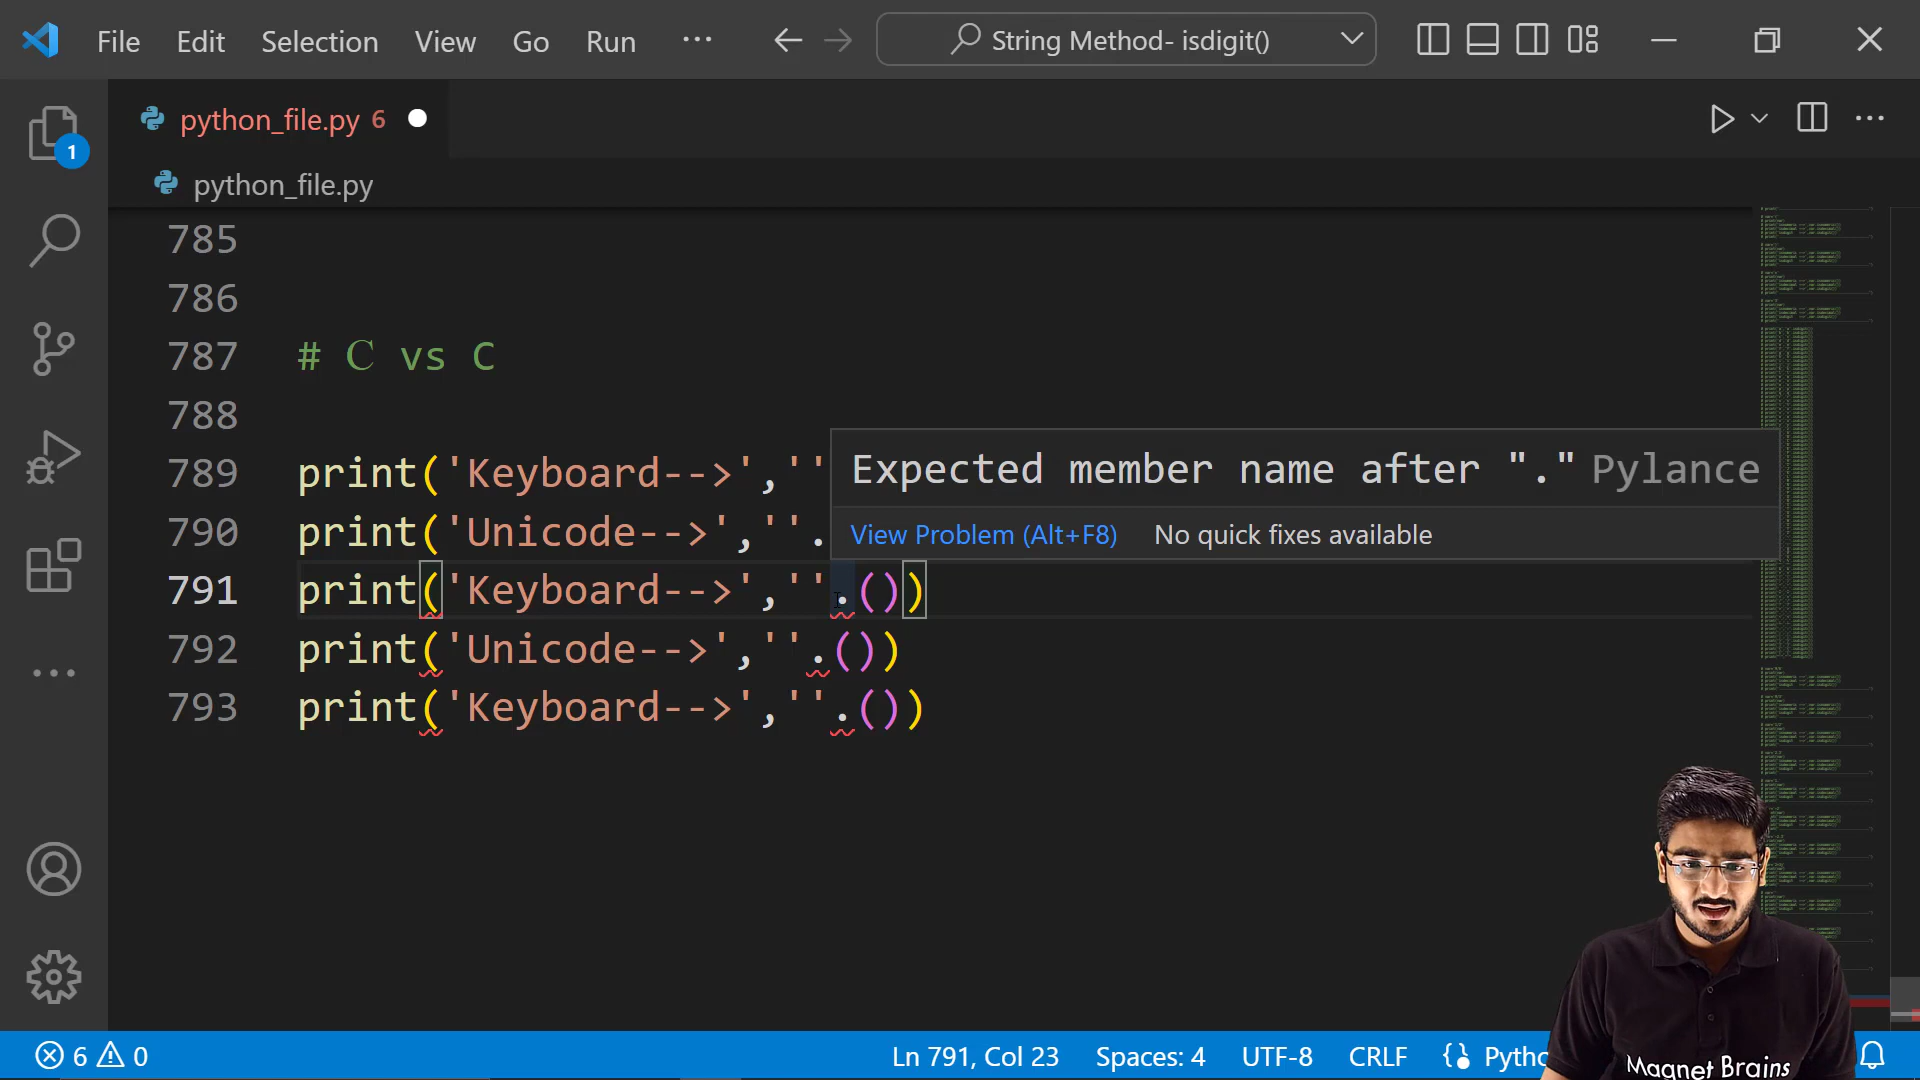 File Edit Selection View Go Run ··· String Method- isdigit()
python_file.py 6
1
python_file.py
785
786
787 # C vs C
788
789 print('Keyboard-->',''
790 print('Unicode-->',''.
Expected member name after "." Pylance
View Problem (Alt+F8) No quick fixes available
791 print('Keyboard-->',''.())
792 print('Unicode-->',''.())
793 print('Keyboard-->',''.())
6 0 Ln 791, Col 23 Spaces: 4 UTF-8 CRLF
Magnet Brains